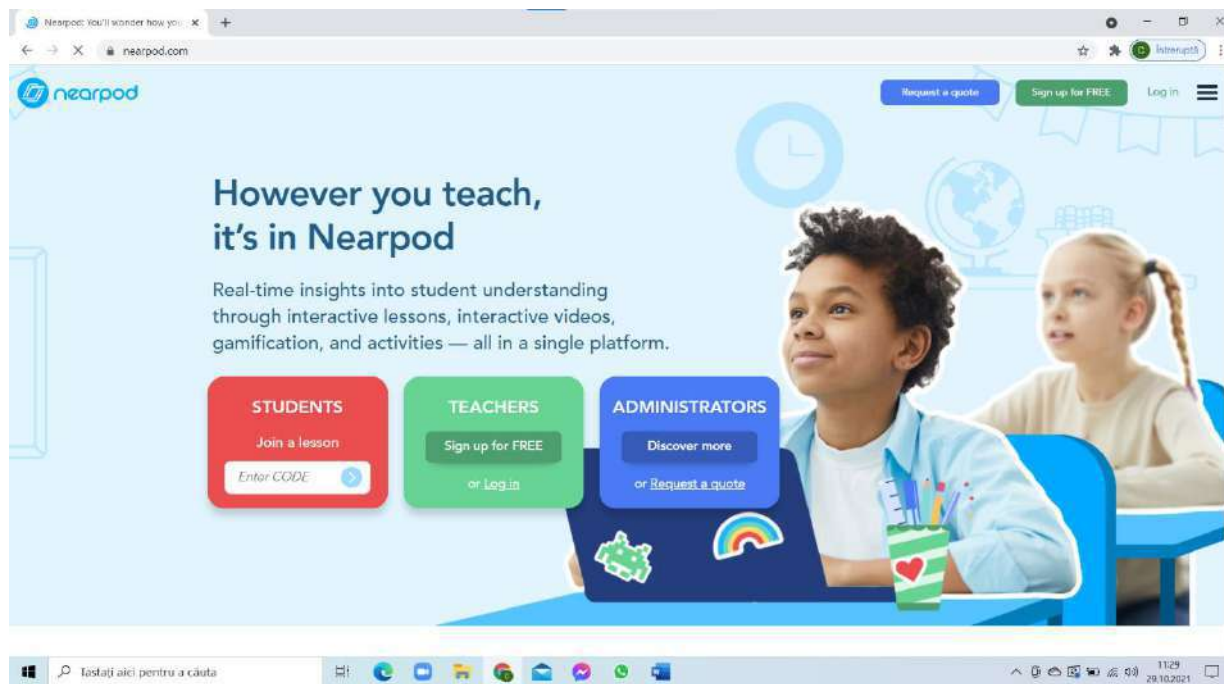 Nearpod: You'll wonder how you
nearpod.com
Întreruptă
nearpod
Request a quote
Sign up for FREE
Log in
However you teach,
it's in Nearpod
Real-time insights into student understanding
through interactive lessons, interactive videos,
gamification, and activities — all in a single platform.
STUDENTS
Join a lesson
Enter CODE
TEACHERS
Sign up for FREE
or Log in
ADMINISTRATORS
Discover more
or Request a quote
Tastați aici pentru a căuta
11:29
29.10.2021